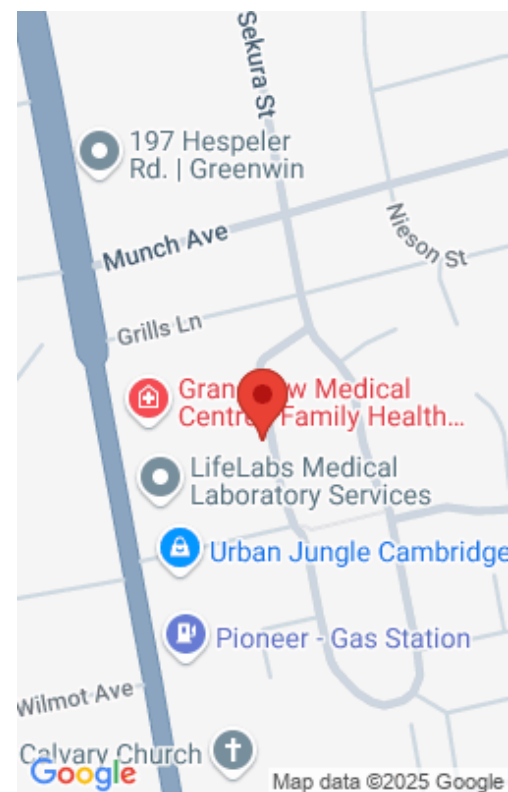 Sekura St
197 Hespeler
Rd. | Greenwin
Munch Ave
Nieson St
Grills Ln
Medical
Family Health...
LifeLabs Medical
Laboratory Services
Urban Jungle Cambridge
Pioneer - Gas Station
Wilmot Ave
Calvary Church
Google
Map data ©2025 Google